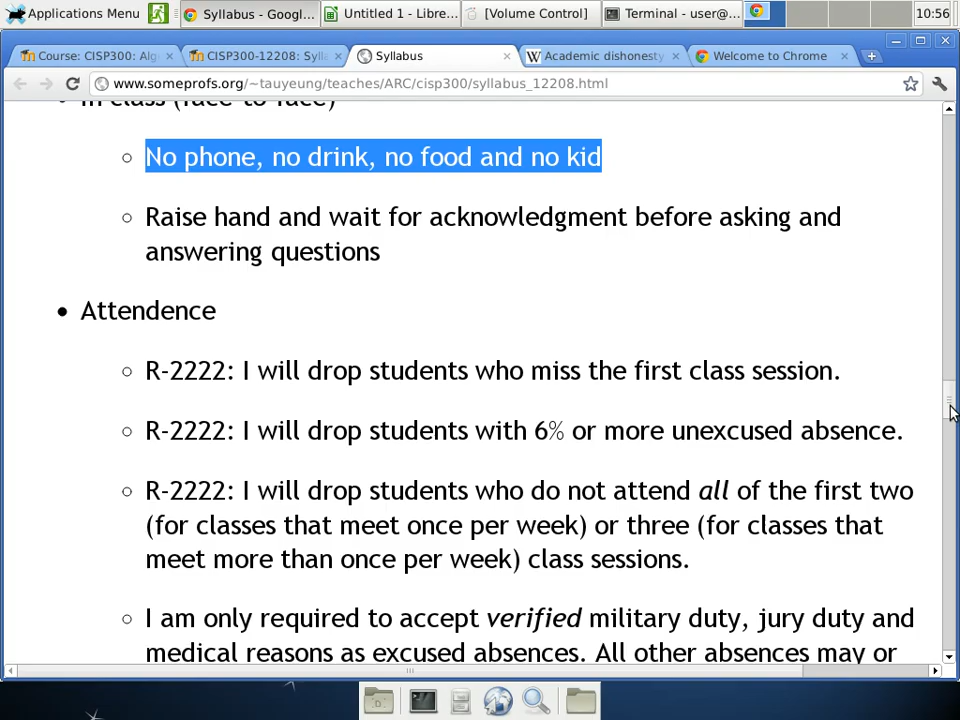 Applications Menu
Syllabus - Googl...
Untitled 1 - Libre...
[Volume Control]
Terminal - user@...
10:56
Course: CISP300: Alg
CISP300-12208: Sylla
Syllabus
Academic dishonesty
Welcome to Chrome
www.someprofs.org/~tauyeung/teaches/ARC/cisp300/syllabus_12208.html
In class (face-to-face)
No phone, no drink, no food and no kid
Raise hand and wait for acknowledgment before asking and
answering questions
Attendence
R-2222: I will drop students who miss the first class session.
R-2222: I will drop students with 6% or more unexcused absence.
R-2222: I will drop students who do not attend all of the first two
(for classes that meet once per week) or three (for classes that
meet more than once per week) class sessions.
I am only required to accept verified military duty, jury duty and
medical reasons as excused absences. All other absences may or